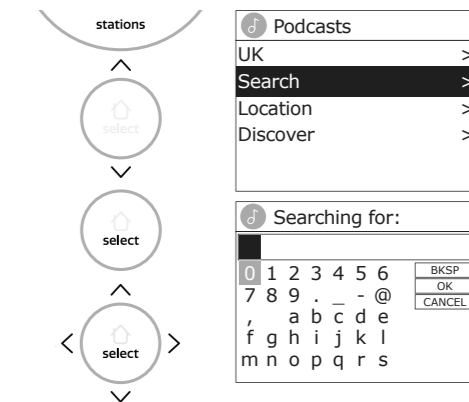 stations
select
select
select
Podcasts
UK >
Search >
Location >
Discover >
Searching for:
0 1 2 3 4 5 6
7 8 9 . _ - @
, a b c d e
f g h i j k l
m n o p q r s
BKSP
OK
CANCEL